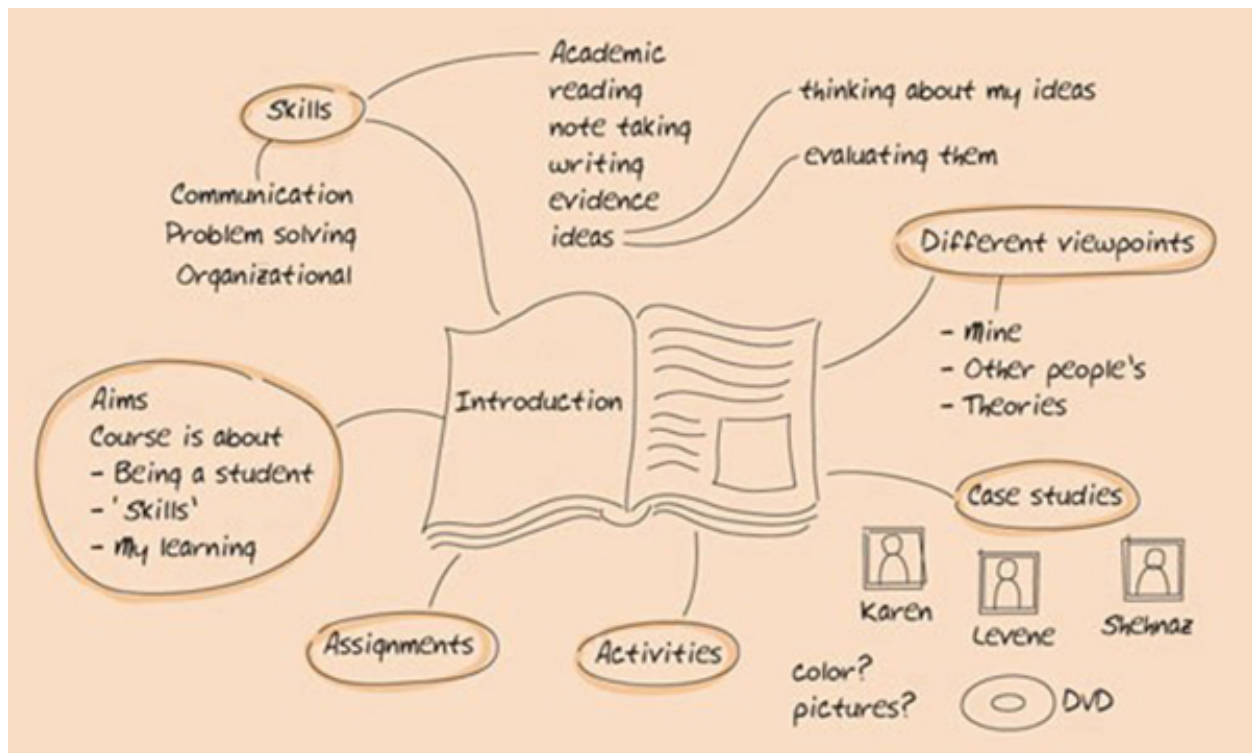 Skills
Communication
Problem solving
Organizational
Academic
reading
note taking
writing
evidence
ideas
thinking about my ideas
evaluating them
Different viewpoints
- Mine
- Other people's
- Theories
Introduction
Aims
Course is about
- Being a student
- 'Skills'
- My learning
Case studies
Karen
Levene
Shehnaz
Assignments
Activities
color?
pictures?
DVD